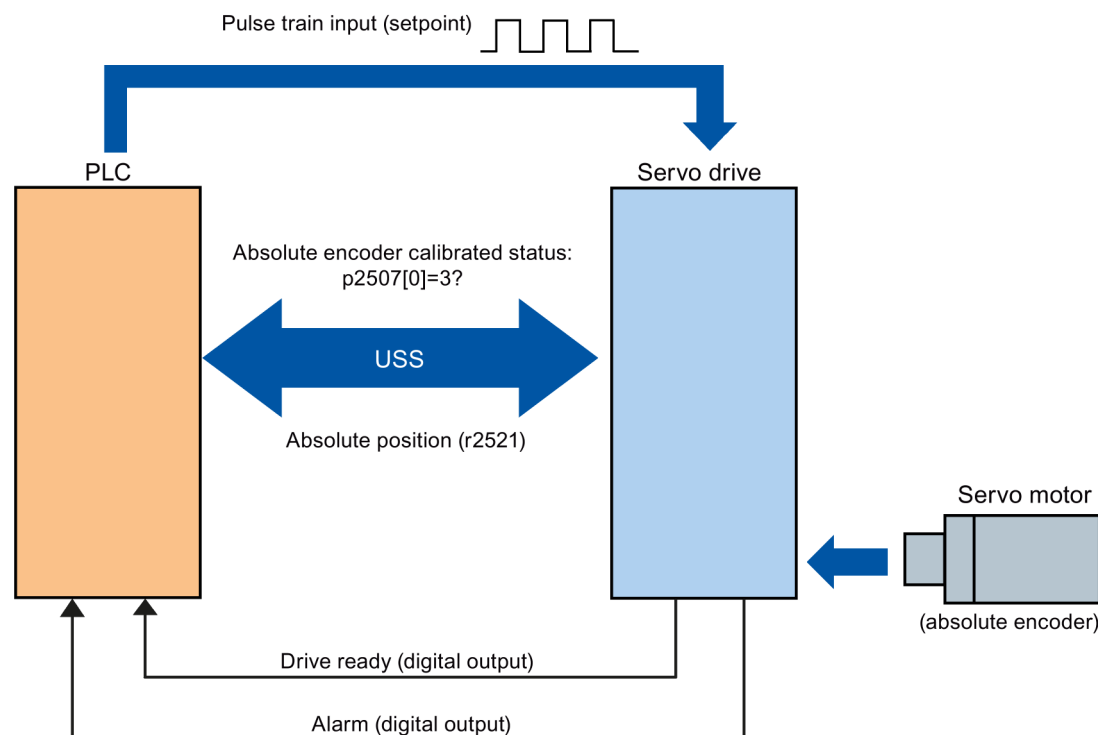 Pulse train input (setpoint)
PLC
Servo drive
Absolute encoder calibrated status:
p2507[0]=3?
USS
Absolute position (r2521)
Servo motor
(absolute encoder)
Drive ready (digital output)
Alarm (digital output)